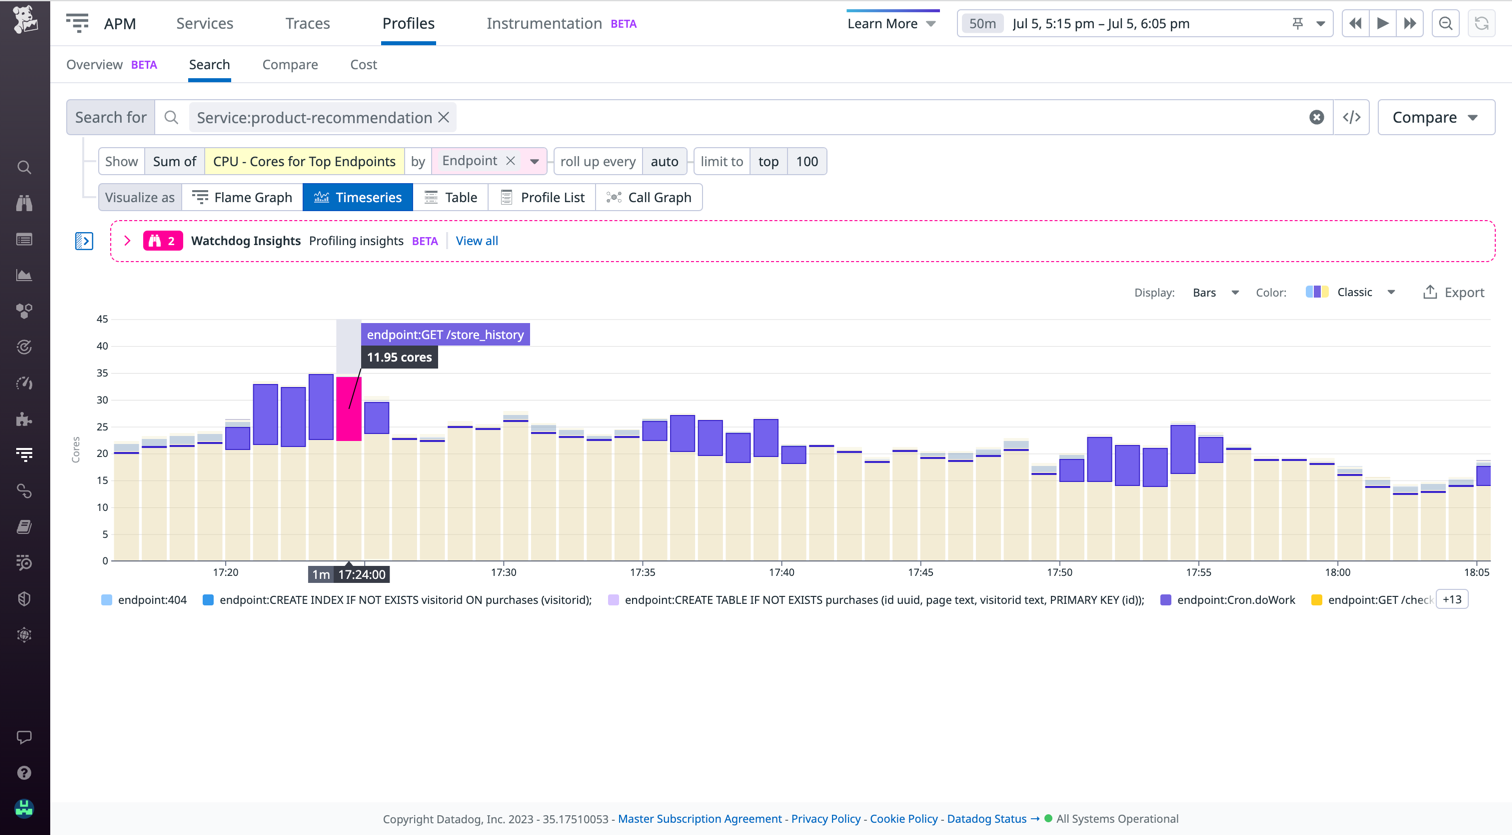 APM Services Traces Profiles Instrumentation BETA Learn More 50m Jul 5, 5:15 pm – Jul 5, 6:05 pm
Overview BETA Search Compare Cost
Search for Service:product-recommendation </> Compare
Show Sum of CPU - Cores for Top Endpoints by Endpoint roll up every auto limit to top 100
Visualize as Flame Graph Timeseries Table Profile List Call Graph
2 Watchdog Insights Profiling insights BETA View all
Display: Bars Color: Classic Export
45
40
35
30
25
20
15
10
5
0
Cores
endpoint:GET /store_history
11.95 cores
17:20 1m 17:24:00 17:30 17:35 17:40 17:45 17:50 17:55 18:00 18:05
endpoint:404 endpoint:CREATE INDEX IF NOT EXISTS visitorid ON purchases (visitorid); endpoint:CREATE TABLE IF NOT EXISTS purchases (id uuid, page text, visitorid text, PRIMARY KEY (id)); endpoint:Cron.doWork endpoint:GET /chec +13
Copyright Datadog, Inc. 2023 - 35.17510053 - Master Subscription Agreement - Privacy Policy - Cookie Policy - Datadog Status → All Systems Operational